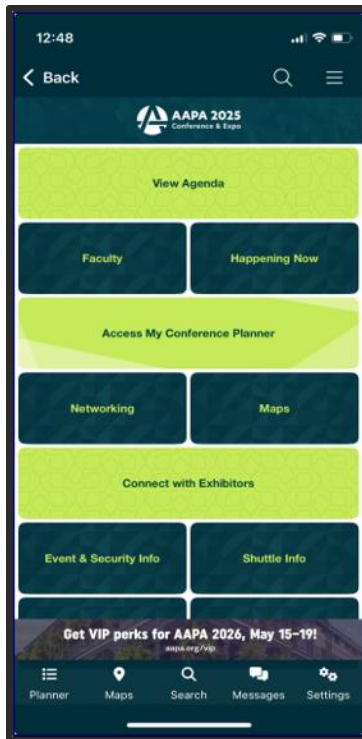 12:48
Back
AAPA 2025
Conference & Expo
View Agenda
Faculty
Happening Now
Access My Conference Planner
Networking
Maps
Connect with Exhibitors
Event & Security Info
Shuttle Info
Get VIP perks for AAPA 2026, May 15–19!
aapa.org/vip
Planner
Maps
Search
Messages
Settings